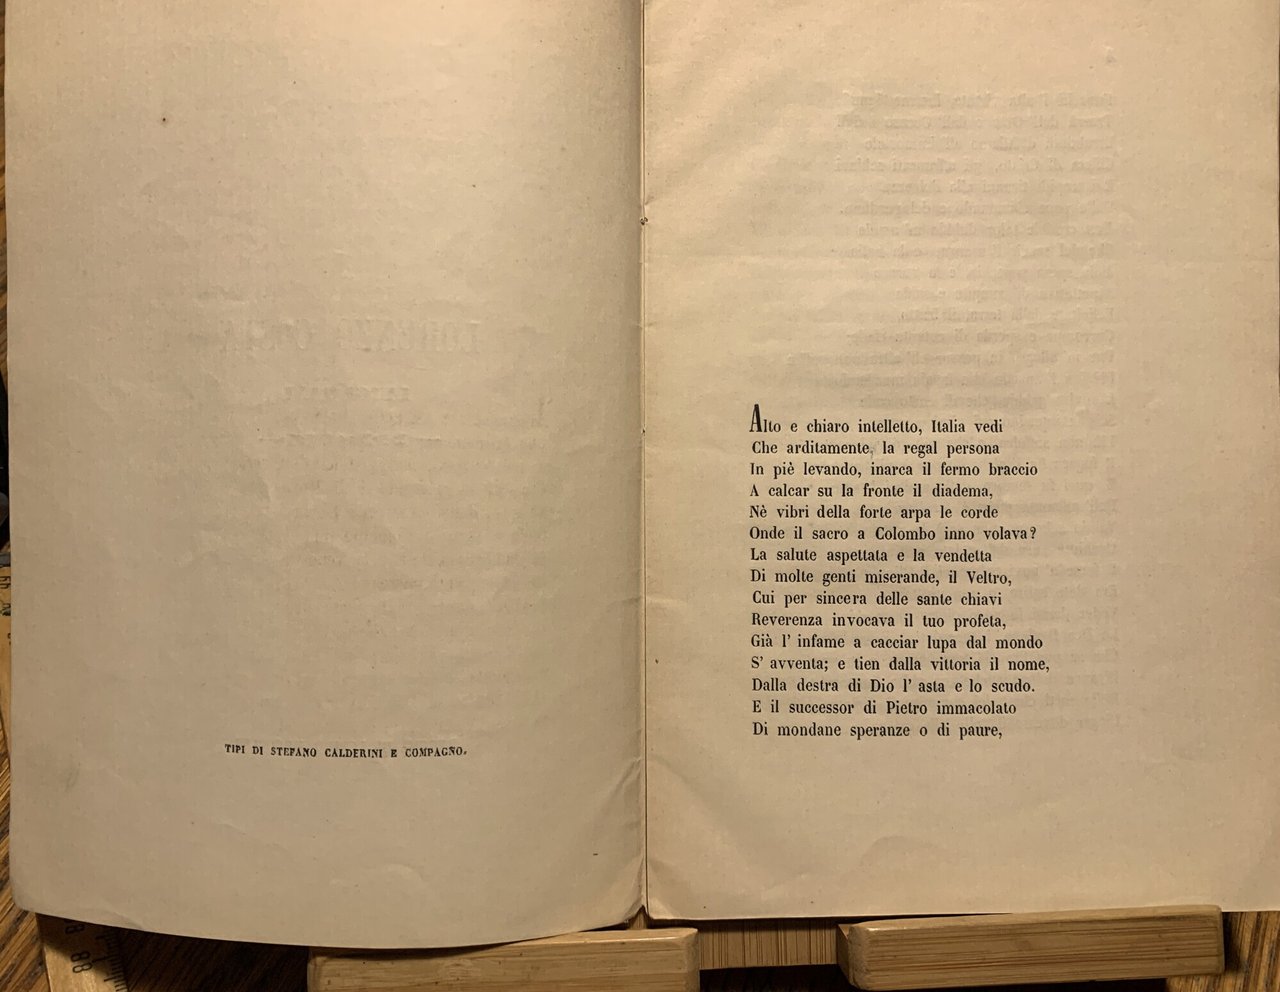 TIPI DI STEFANO CALDERINI E COMPAGNO.
Alto e chiaro intelletto, Italia vedi
Che arditamente, la regal persona
In piè levando, inarca il fermo braccio
A calcar su la fronte il diadema,
Nè vibri della forte arpa le corde
Onde il sacro a Colombo inno volava?
La salute aspettata e la vendetta
Di molte genti miserande, il Veltro,
Cui per sincera delle sante chiavi
Reverenza invocava il tuo profeta,
Già l' infame a cacciar lupa dal mondo
S' avventa; e tien dalla vittoria il nome,
Dalla destra di Dio l' asta e lo scudo.
E il successor di Pietro immacolato
Di mondane speranze o di paure,
88